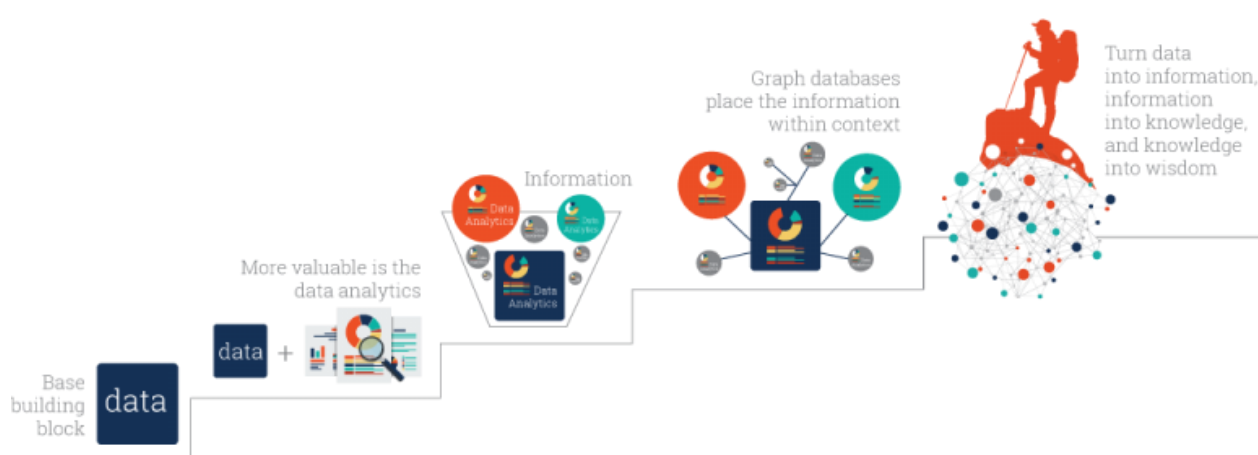 Base
building
block
data
More valuable is the
data analytics
data
+
Information
Data
Analytics
Data
Analytics
Data
Analytics
Graph databases
place the information
within context
Turn data
into information,
information
into knowledge,
and knowledge
into wisdom